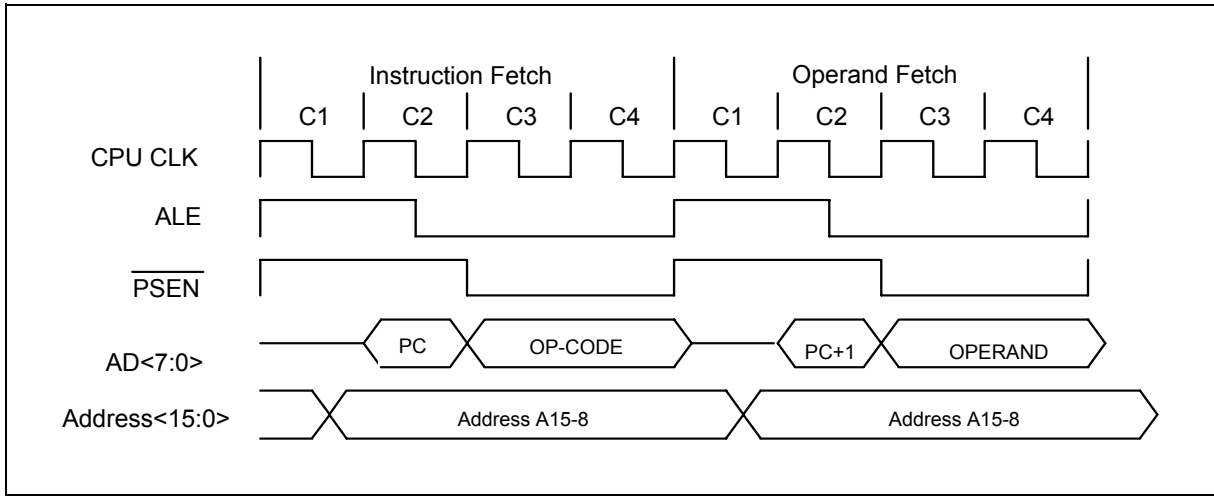 Instruction Fetch Operand Fetch
C1 C2 C3 C4 C1 C2 C3 C4
CPU CLK
ALE
PSEN
AD<7:0> PC OP-CODE PC+1 OPERAND
Address<15:0> Address A15-8 Address A15-8